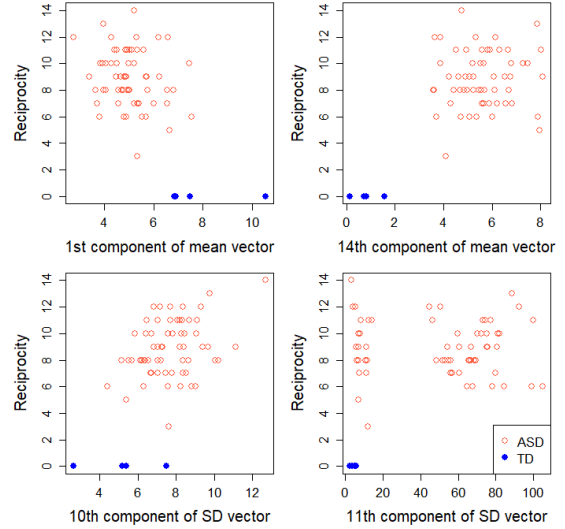 Reciprocity
0 2 4 6 8 10 12 14
4 6 8 10
1st component of mean vector
Reciprocity
0 2 4 6 8 10 12 14
0 2 4 6 8
14th component of mean vector
Reciprocity
0 2 4 6 8 10 12 14
4 6 8 10 12
10th component of SD vector
Reciprocity
0 2 4 6 8 10 12 14
0 20 40 60 80 100
11th component of SD vector
ASD
TD